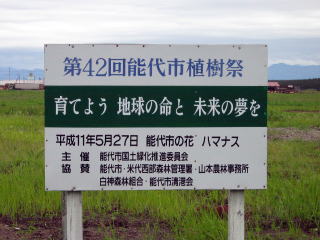 第42回能代市植樹祭
育てよう 地球の命と 未来の夢を
平成11年5月27日 能代市の花 ハマナス
主 催 能代市国土緑化推進委員会
協 賛 能代市・米代西部森林管理署・山本農林事務所
白神森林組合・能代市清港会